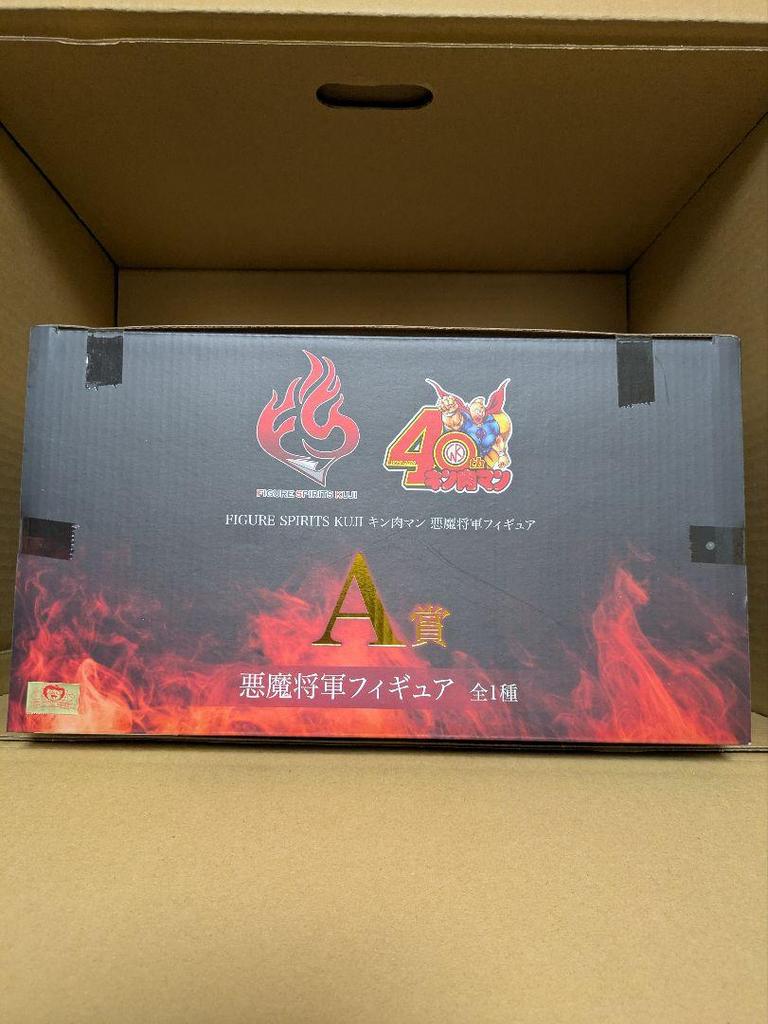 FIGURE SPIRITS KUJI
40th
キン肉マン
FIGURE SPIRITS KUJI キン肉マン 悪魔将軍フィギュア
A賞
悪魔将軍フィギュア 全1種